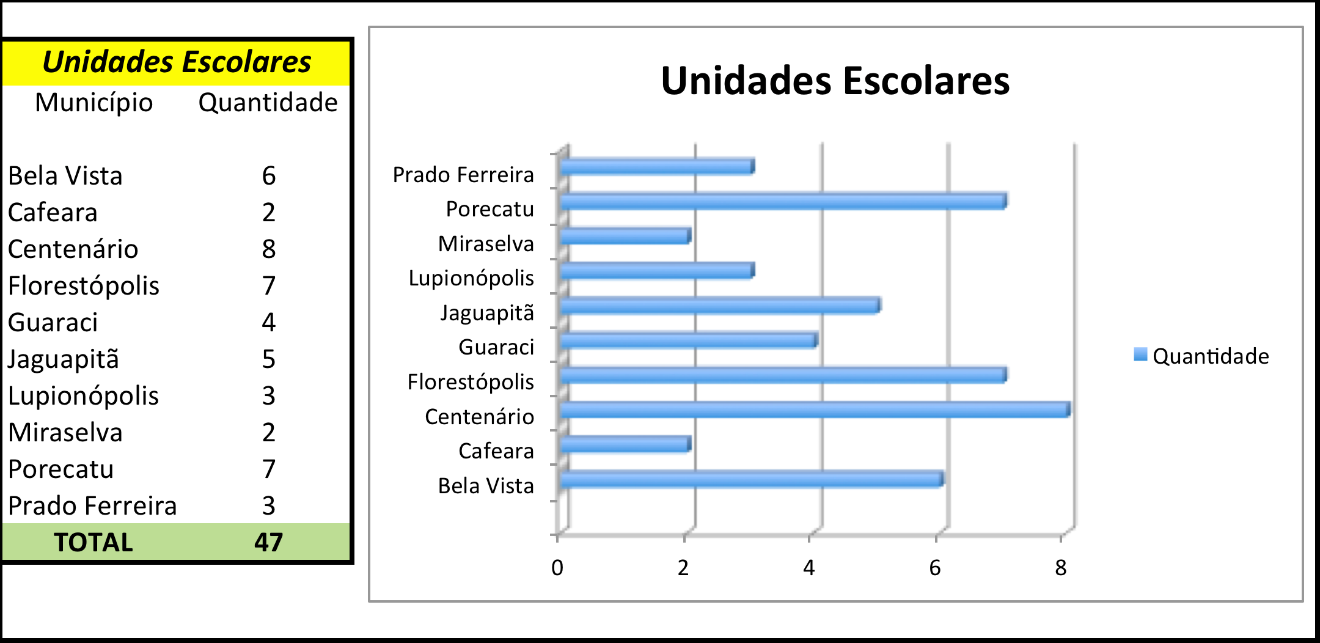 Unidades Escolares
Município Quantidade
Bela Vista 6
Cafeara 2
Centenário 8
Florestópolis 7
Guaraci 4
Jaguapitã 5
Lupionópolis 3
Miraselva 2
Porecatu 7
Prado Ferreira 3
TOTAL 47
Unidades Escolares
Prado Ferreira
Porecatu
Miraselva
Lupionópolis
Jaguapitã
Guaraci
Florestópolis
Centenário
Cafeara
Bela Vista
0 2 4 6 8
Quantidade